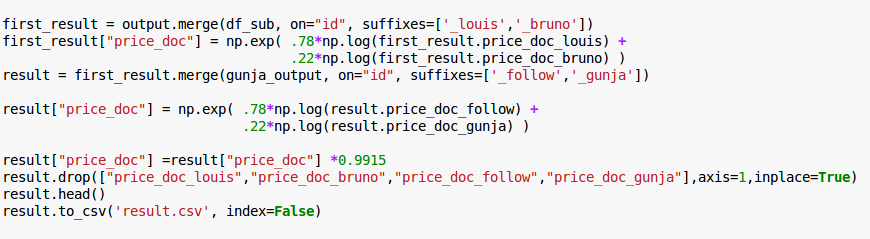 first_result = output.merge(df_sub, on="id", suffixes=['_louis','_bruno'])
first_result["price_doc"] = np.exp( .78*np.log(first_result.price_doc_louis) +
                                    .22*np.log(first_result.price_doc_bruno) )
result = first_result.merge(gunja_output, on="id", suffixes=['_follow','_gunja'])

result["price_doc"] = np.exp( .78*np.log(result.price_doc_follow) +
                              .22*np.log(result.price_doc_gunja) )

result["price_doc"] =result["price_doc"] *0.9915
result.drop(["price_doc_louis","price_doc_bruno","price_doc_follow","price_doc_gunja"],axis=1,inplace=True)
result.head()
result.to_csv('result.csv', index=False)